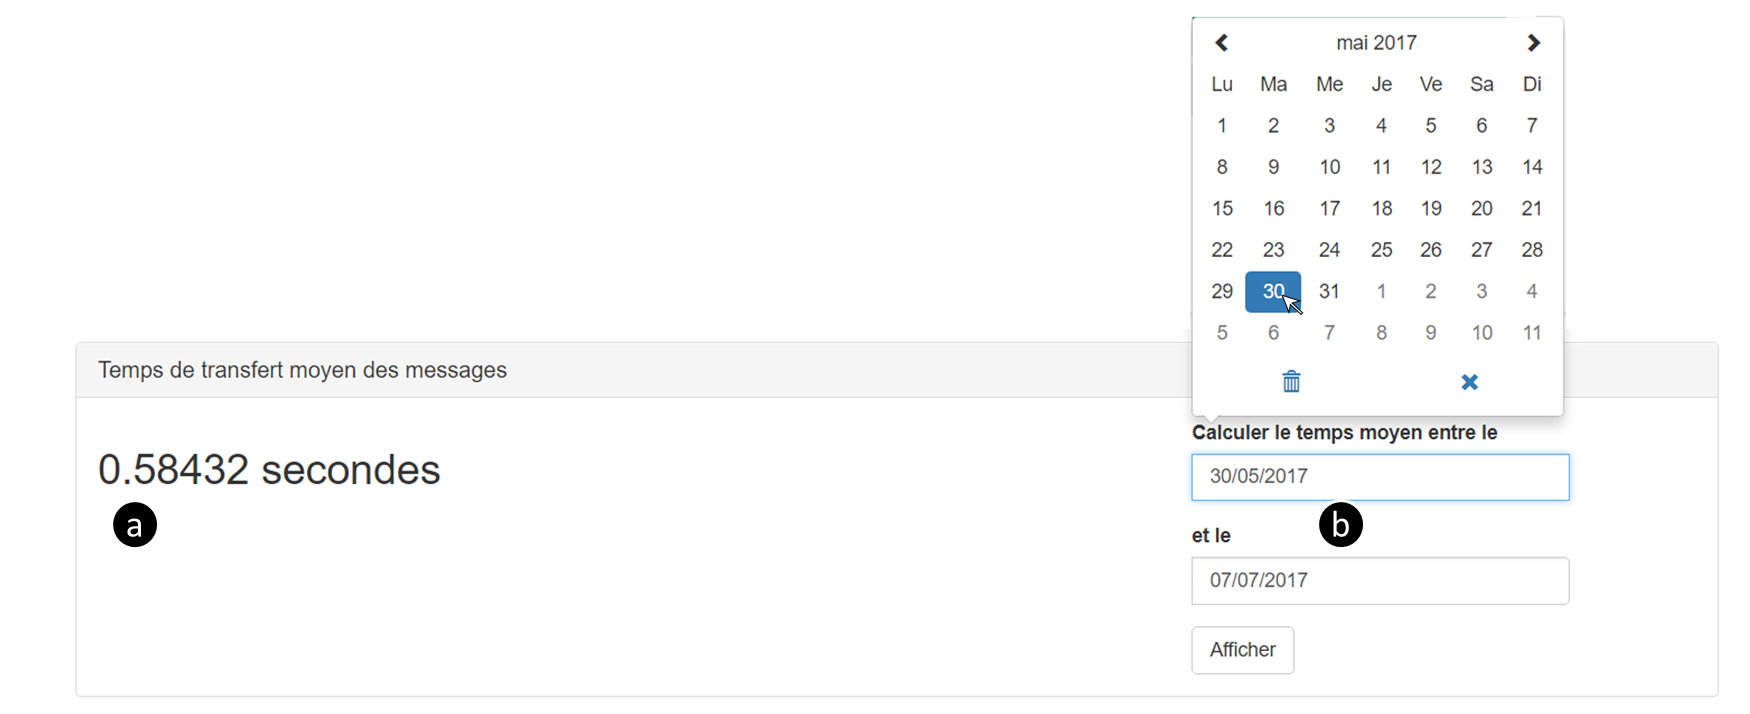 mai 2017
Lu Ma Me Je Ve Sa Di
1 2 3 4 5 6 7
8 9 10 11 12 13 14
15 16 17 18 19 20 21
22 23 24 25 26 27 28
29 30 31 1 2 3 4
5 6 7 8 9 10 11
Temps de transfert moyen des messages
0.58432 secondes
a
Calculer le temps moyen entre le
30/05/2017
b
et le
07/07/2017
Afficher